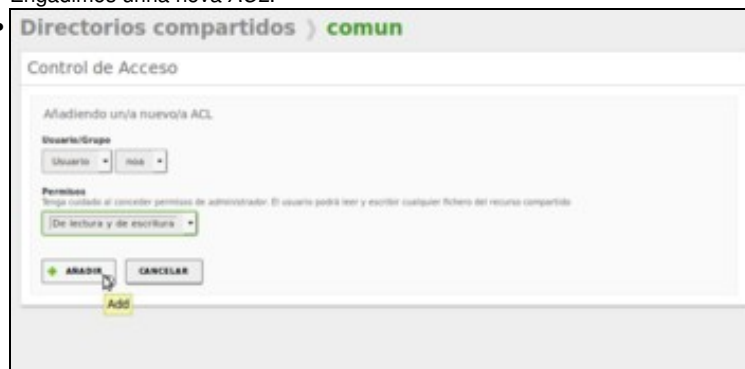 Engadimos unha nova ACL.
Directorios compartidos > comun
Control de Acceso
Añadiendo un/a nuevo/a ACL
Usuario/Grupo
Usuario noa
Permisos
Tenga cuidado al conceder permisos de administrador. El usuario podrá leer y escribir cualquier fichero del recurso compartido
De lectura y de escritura
+ AÑADIR CANCELAR
Add